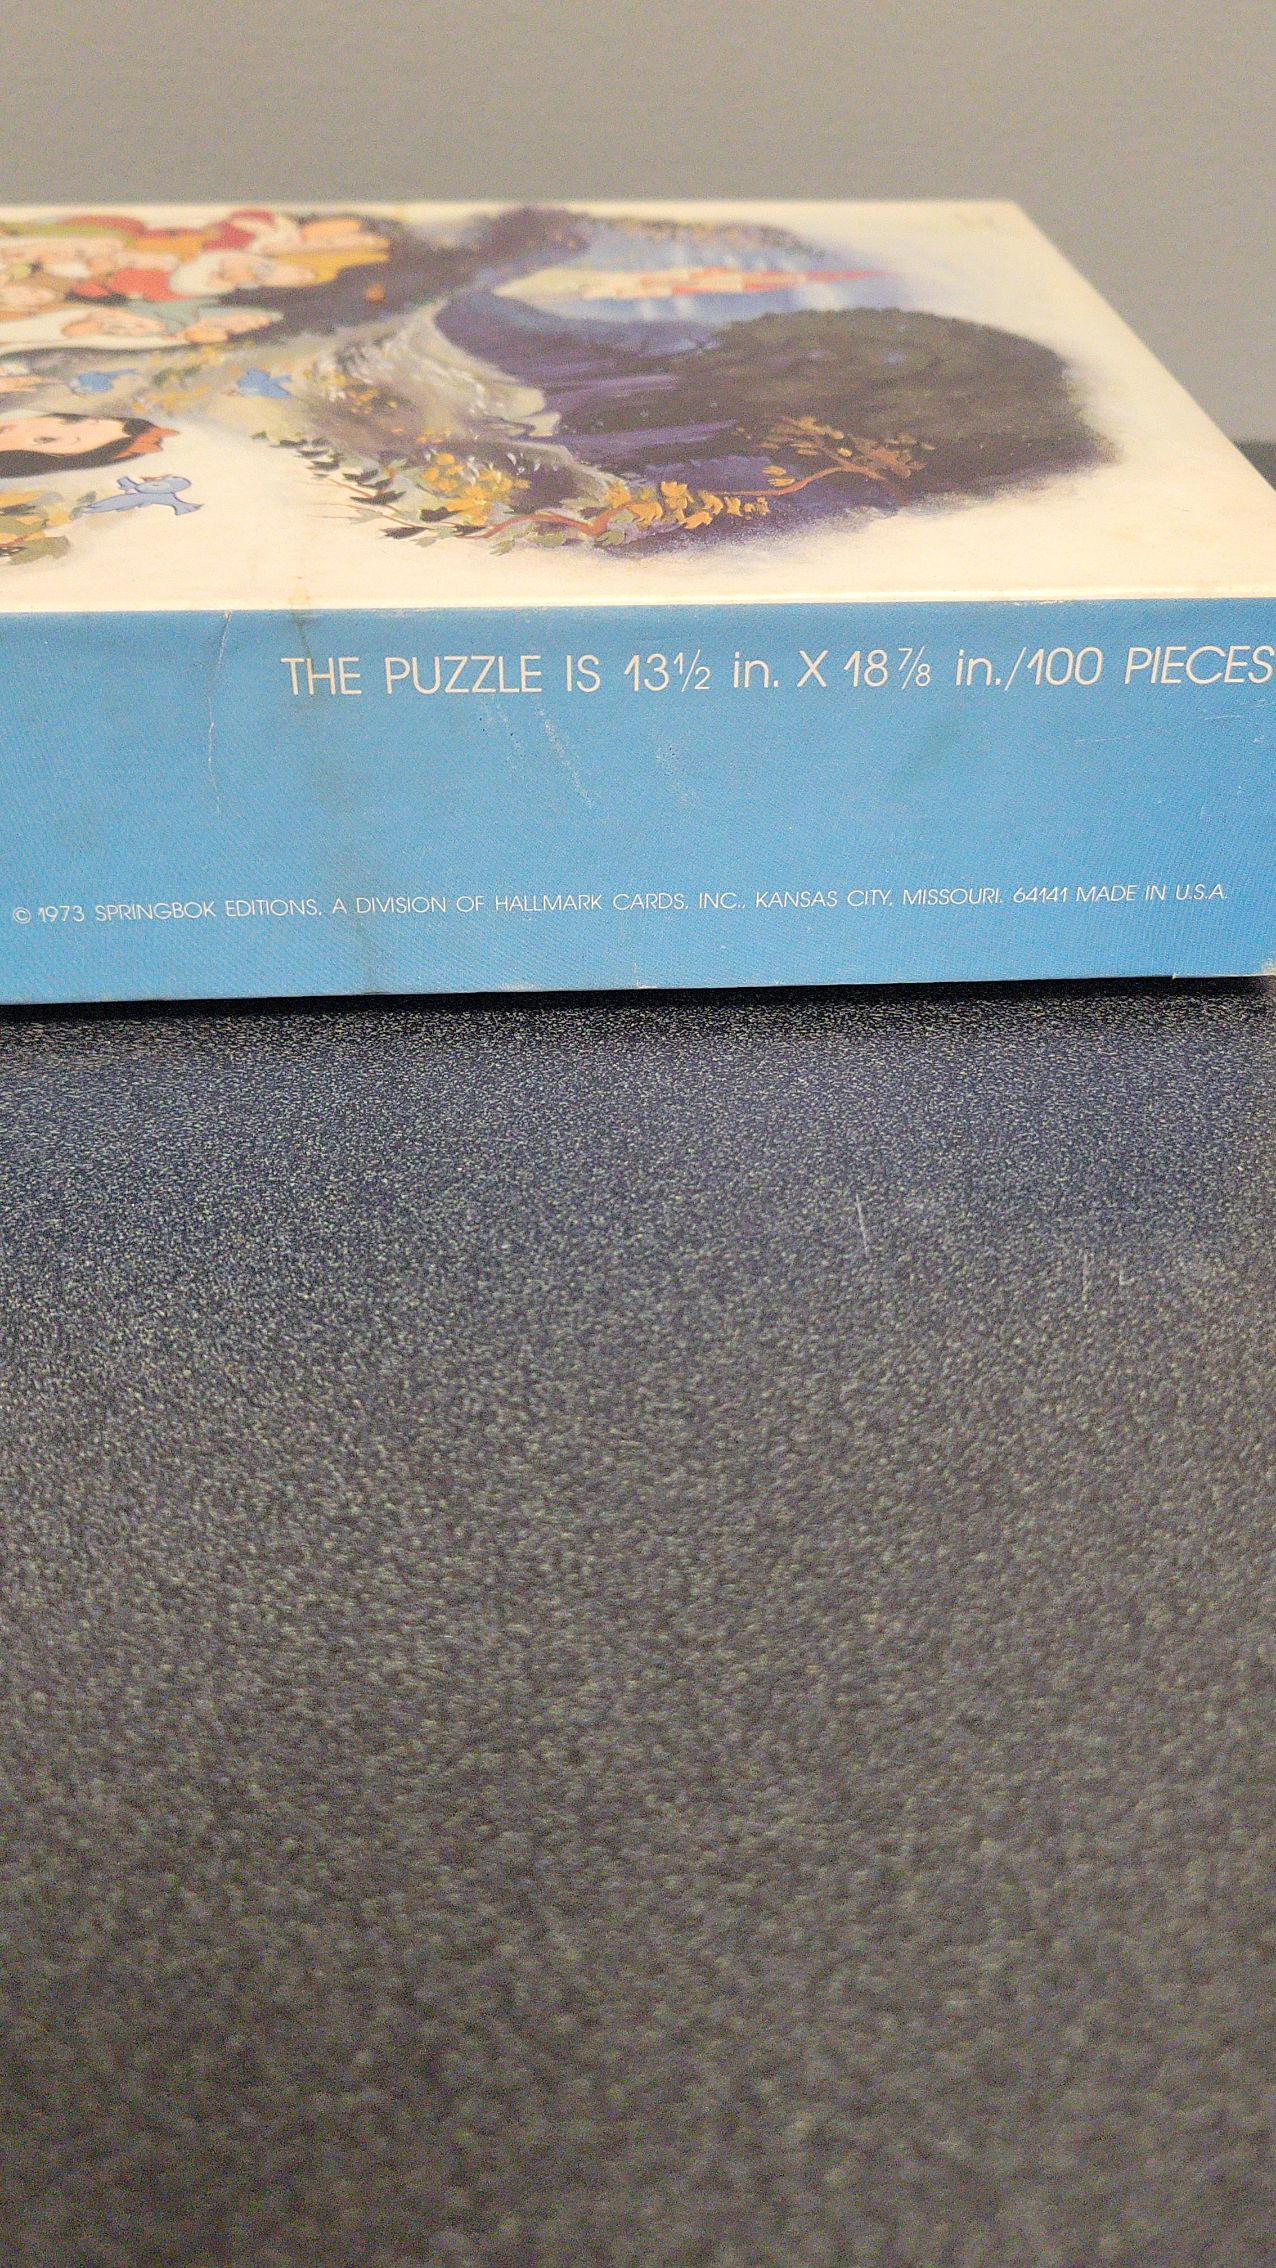 THE PUZZLE IS 13½ in. X 18⅞ in./100 PIECES
© 1973 SPRINGBOK EDITIONS, A DIVISION OF HALLMARK CARDS, INC., KANSAS CITY, MISSOURI. 64141 MADE IN U.S.A.